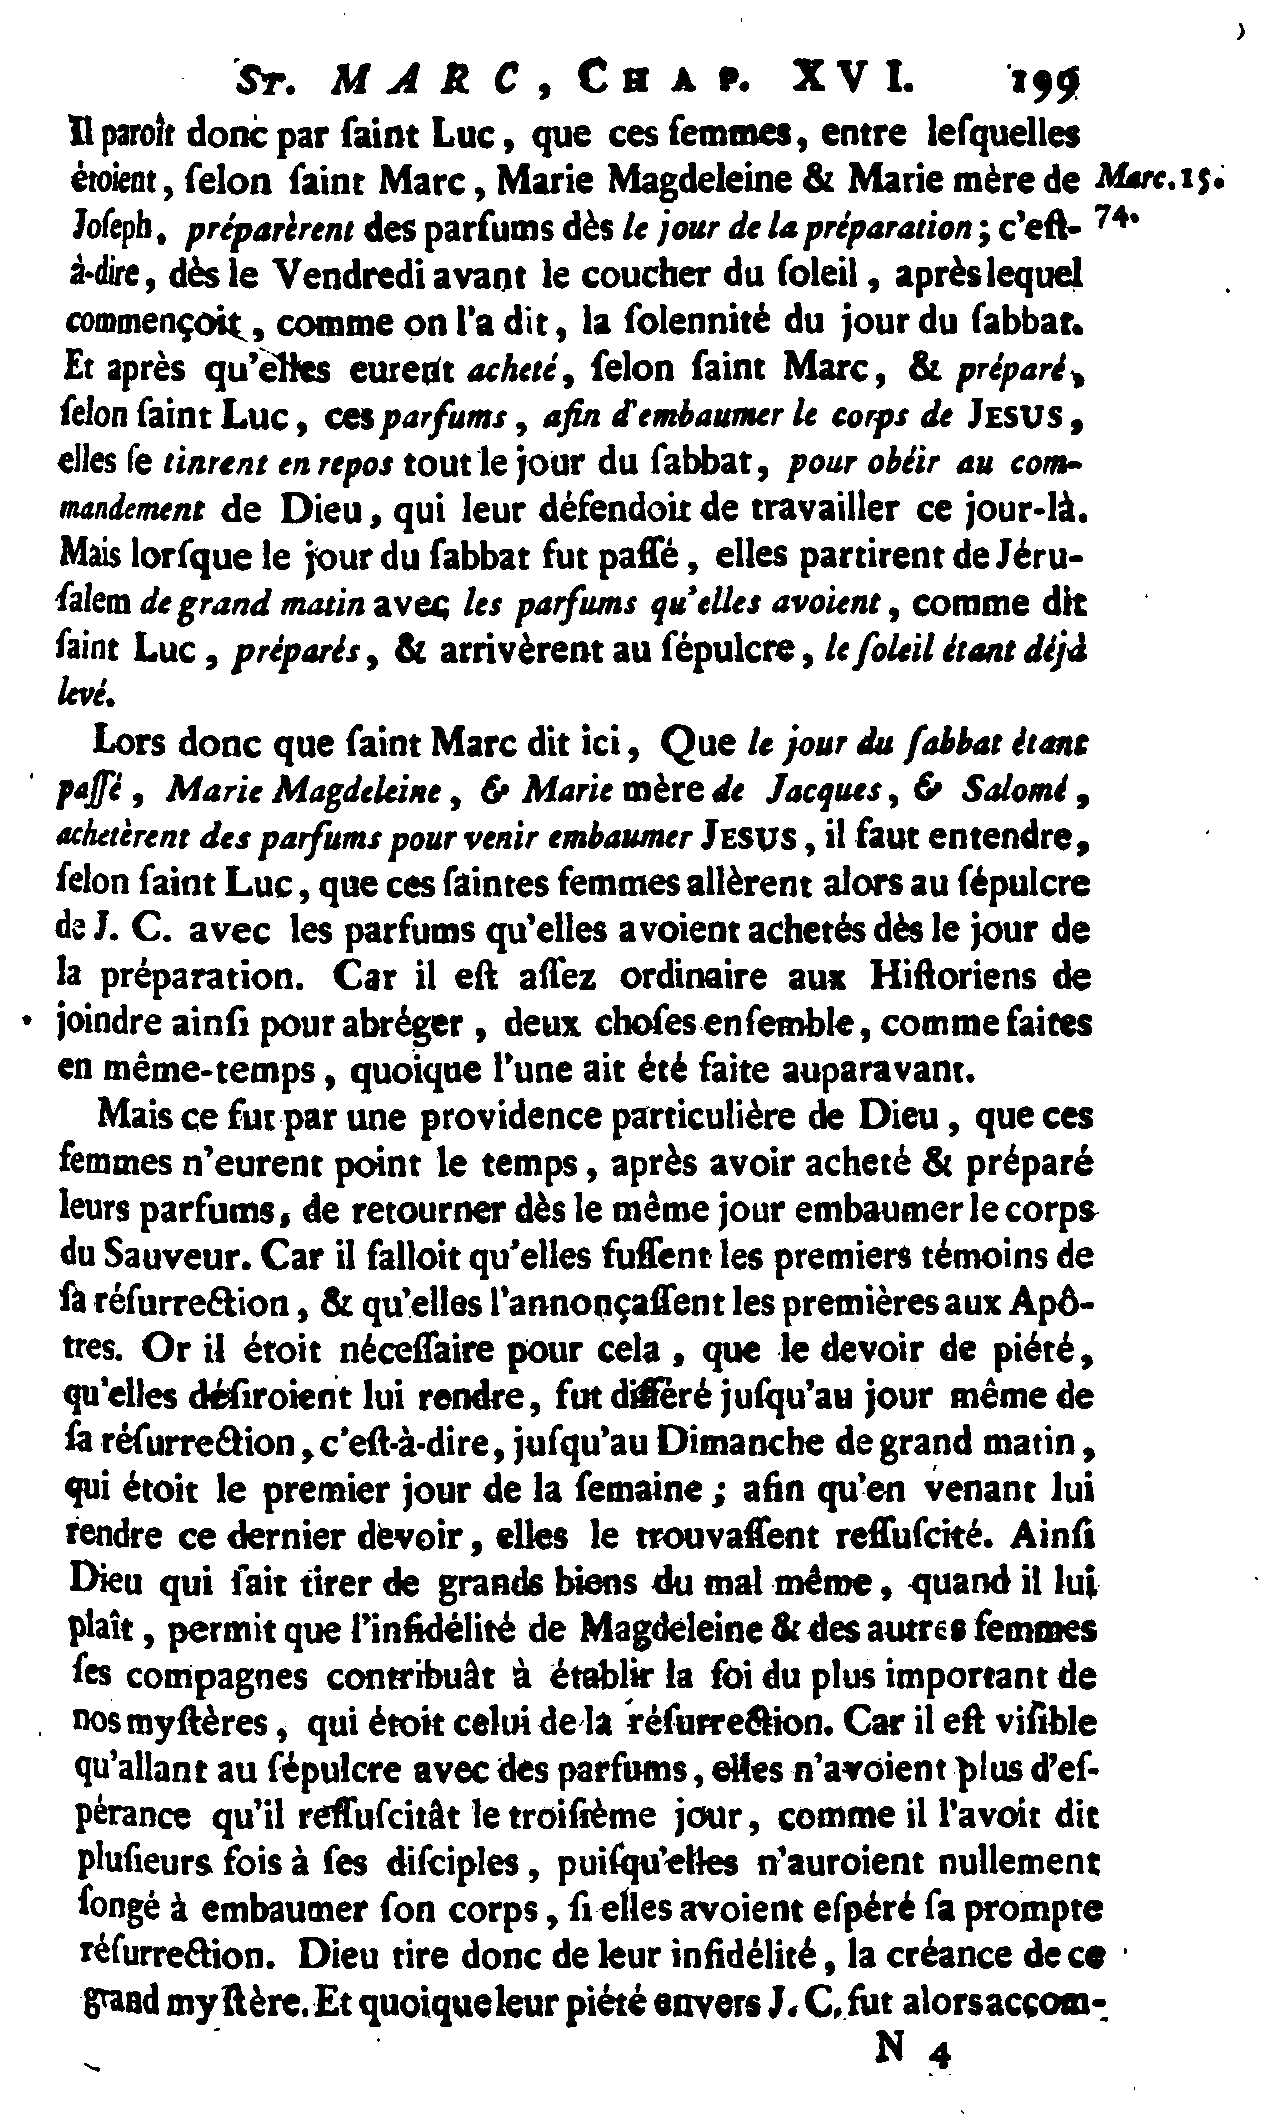 St. MARC, CHAP. XVI. 199
Il paroît donc par ſaint Luc, que ces femmes, entre leſquelles
étoient, ſelon ſaint Marc, Marie Magdeleine & Marie mère de Marc. 15.
Joſeph, préparèrent des parfums dès le jour de la préparation; c'eſt- 74.
à-dire, dès le Vendredi avant le coucher du ſoleil, après lequel
commençoit, comme on l'a dit, la ſolennité du jour du ſabbat.
Et après qu'elles eurent acheté, ſelon ſaint Marc, & préparé,
ſelon ſaint Luc, ces parfums, afin d'embaumer le corps de JESUS,
elles ſe tinrent en repos tout le jour du ſabbat, pour obéir au com-
mandement de Dieu, qui leur défendoit de travailler ce jour-là.
Mais lorſque le jour du ſabbat fut paſſé, elles partirent de Jéru-
ſalem de grand matin avec les parfums qu'elles avoient, comme dit
ſaint Luc, préparés, & arrivèrent au ſépulcre, le ſoleil étant déjà
levé.
Lors donc que ſaint Marc dit ici, Que le jour du ſabbat étant
paſſé, Marie Magdeleine, & Marie mère de Jacques, & Salomé,
achetèrent des parfums pour venir embaumer JESUS, il faut entendre,
ſelon ſaint Luc, que ces ſaintes femmes allèrent alors au ſépulcre
de J. C. avec les parfums qu'elles avoient achetés dès le jour de
la préparation. Car il eſt aſſez ordinaire aux Hiſtoriens de
joindre ainſi pour abréger, deux choſes enſemble, comme faites
en même-temps, quoique l'une ait été faite auparavant.
Mais ce fut par une providence particulière de Dieu, que ces
femmes n'eurent point le temps, après avoir acheté & préparé
leurs parfums, de retourner dès le même jour embaumer le corps
du Sauveur. Car il falloit qu'elles fuſſent les premiers témoins de
ſa réſurrection, & qu'elles l'annonçaſſent les premières aux Apô-
tres. Or il étoit néceſſaire pour cela, que le devoir de piété,
qu'elles déſiroient lui rendre, fut différé juſqu'au jour même de
ſa réſurrection, c'eſt-à-dire, juſqu'au Dimanche de grand matin,
qui étoit le premier jour de la ſemaine; afin qu'en venant lui
rendre ce dernier devoir, elles le trouvaſſent reſſuſcité. Ainſi
Dieu qui ſait tirer de grands biens du mal même, quand il lui
plaît, permit que l'infidélité de Magdeleine & des autres femmes
ſes compagnes contribuât à établir la foi du plus important de
nos myſtères, qui étoit celui de la réſurrection. Car il eſt viſible
qu'allant au ſépulcre avec des parfums, elles n'avoient plus d'eſ-
pérance qu'il reſſuſcitât le troiſième jour, comme il l'avoit dit
pluſieurs fois à ſes diſciples, puiſqu'elles n'auroient nullement
ſongé à embaumer ſon corps, ſi elles avoient eſpéré ſa prompte
réſurrection. Dieu tire donc de leur infidélité, la créance de ce
grand myſtère. Et quoique leur piété envers J. C. fut alors accom-
N 4